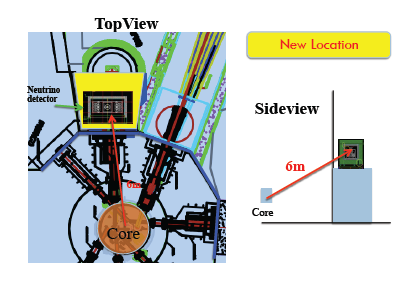 TopView
New Location
Neutrino
detector
6m
Core
Sideview
6m
Core